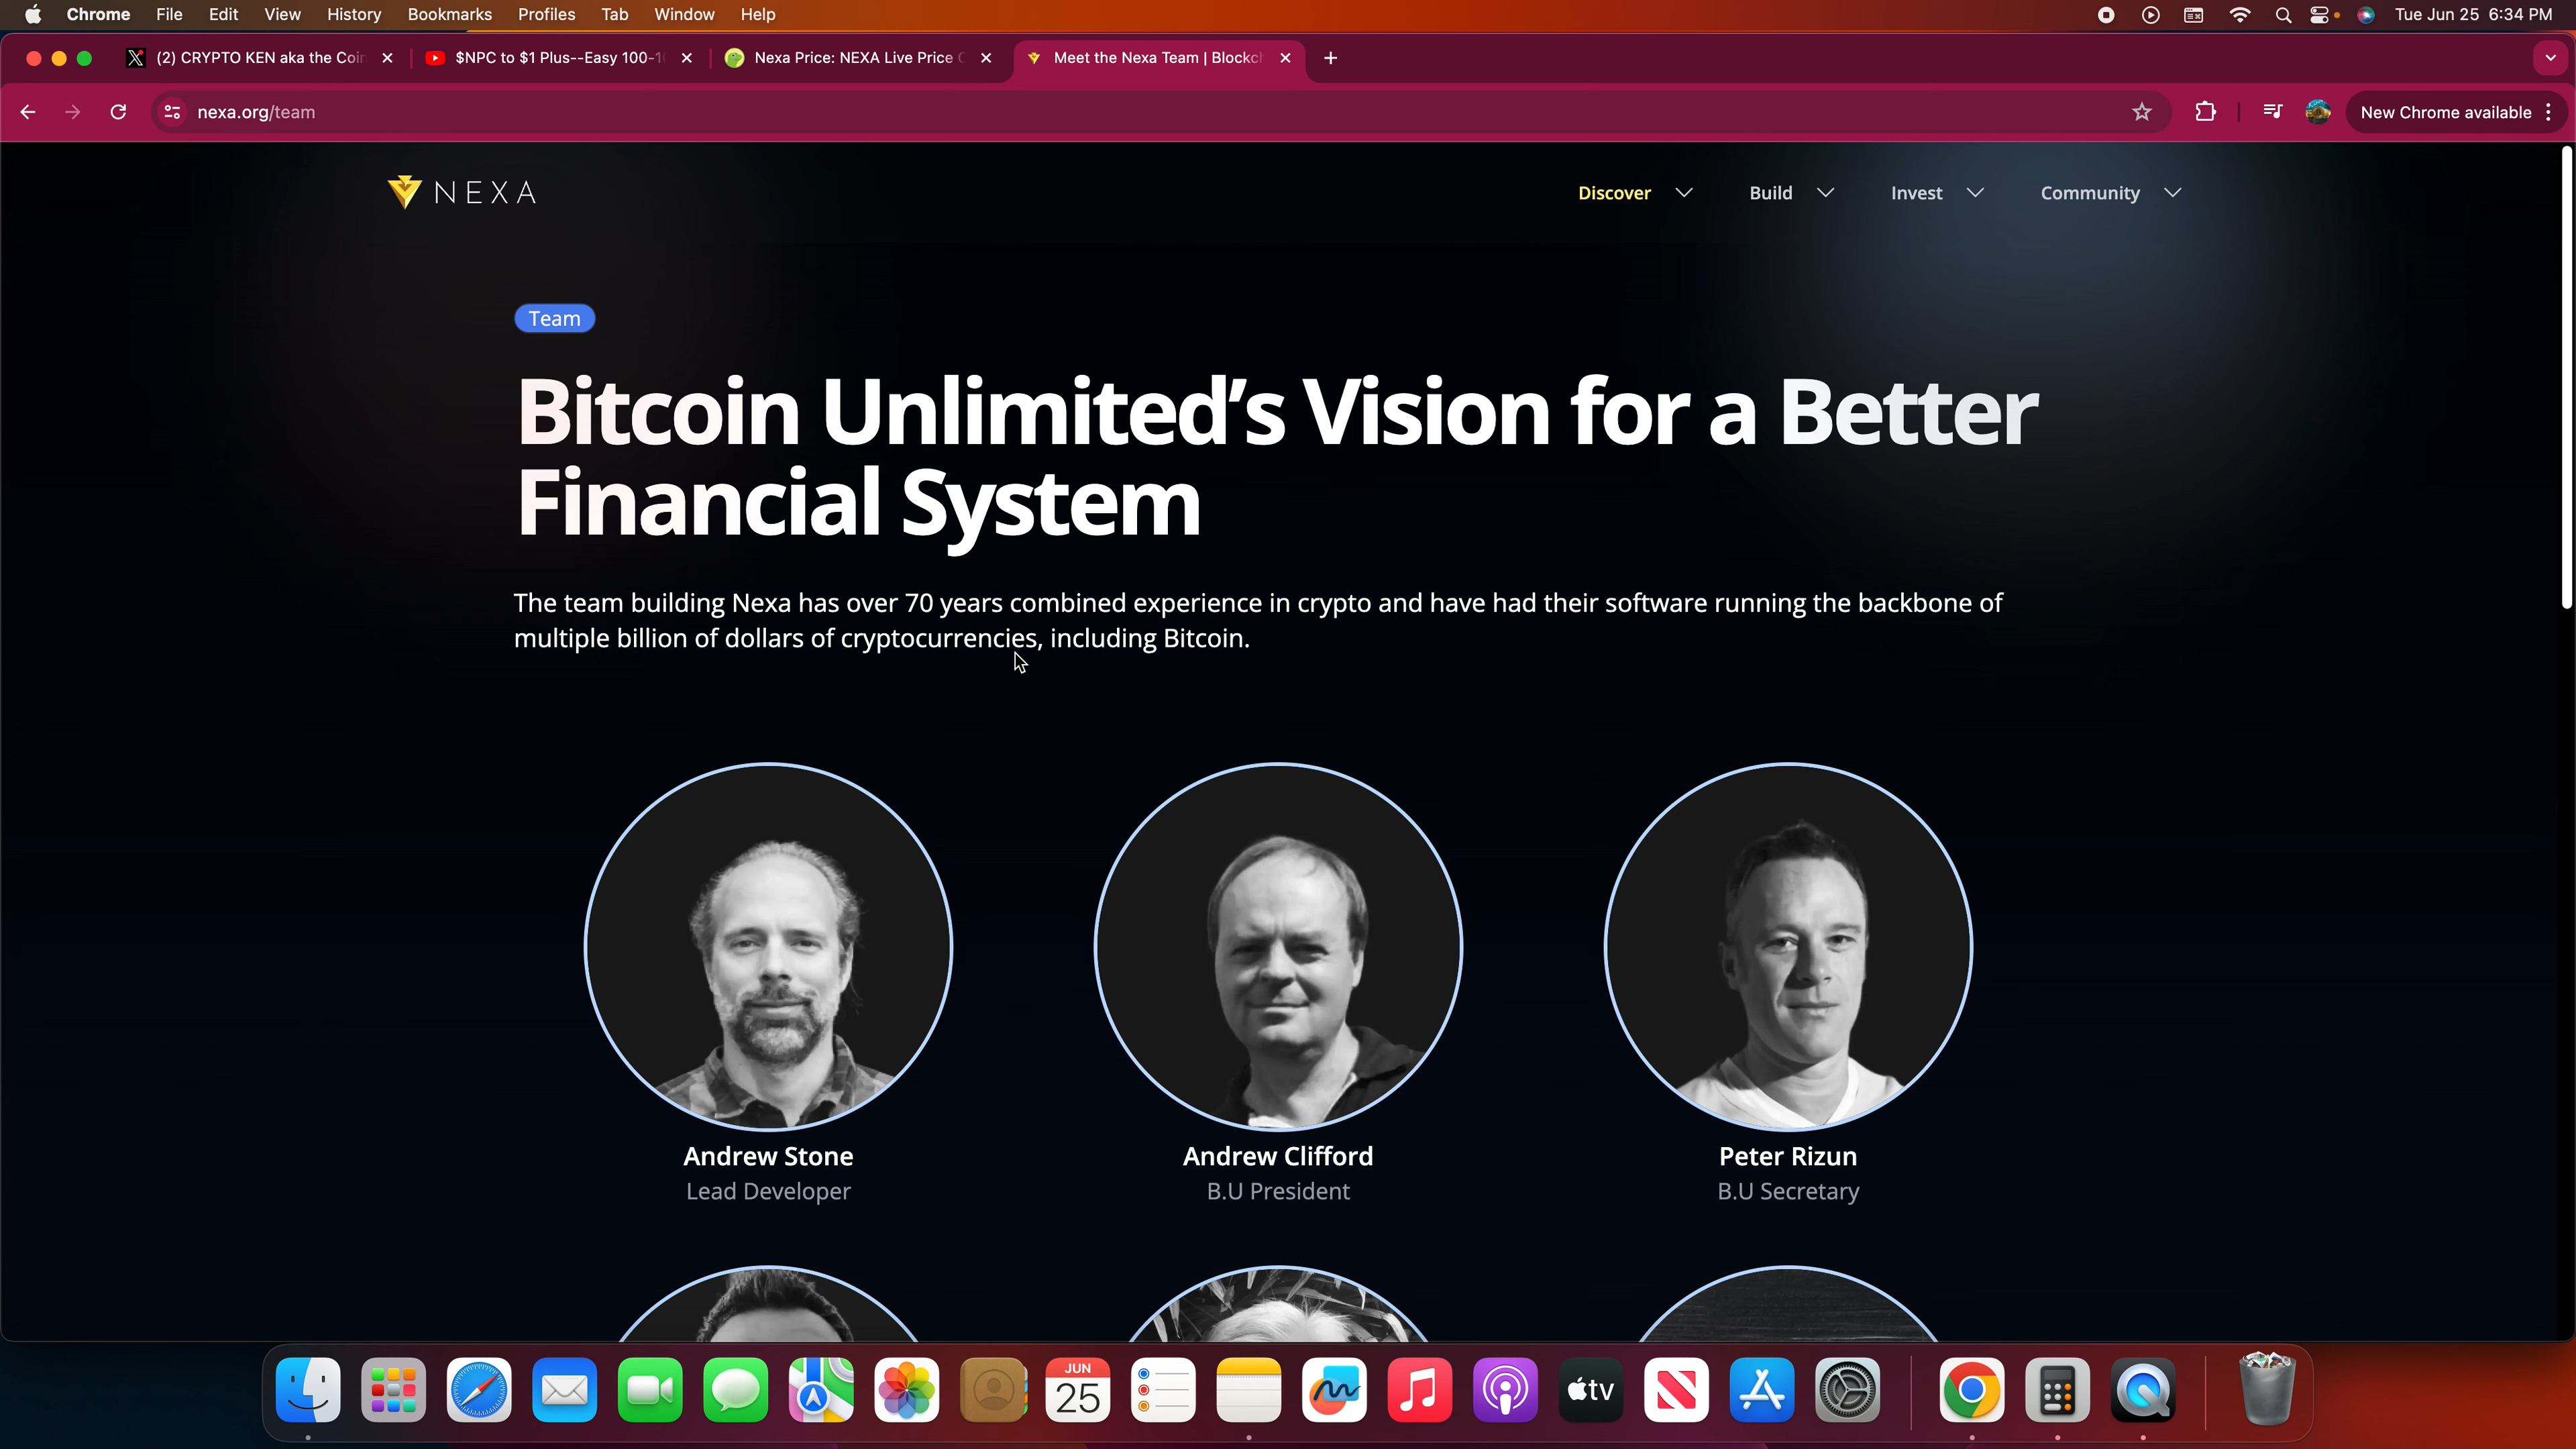 Chrome File Edit View History Bookmarks Profiles Tab Window Help Tue Jun 25 6:34 PM
(2) CRYPTO KEN aka the Coin $NPC to $1 Plus--Easy 100-1 Nexa Price: NEXA Live Price Meet the Nexa Team | Blockch
nexa.org/team New Chrome available
NEXA Discover Build Invest Community
Team
Bitcoin Unlimited’s Vision for a Better
Financial System
The team building Nexa has over 70 years combined experience in crypto and have had their software running the backbone of
multiple billion of dollars of cryptocurrencies, including Bitcoin.
Andrew Stone Andrew Clifford Peter Rizun
Lead Developer B.U President B.U Secretary
JUN
25
tv